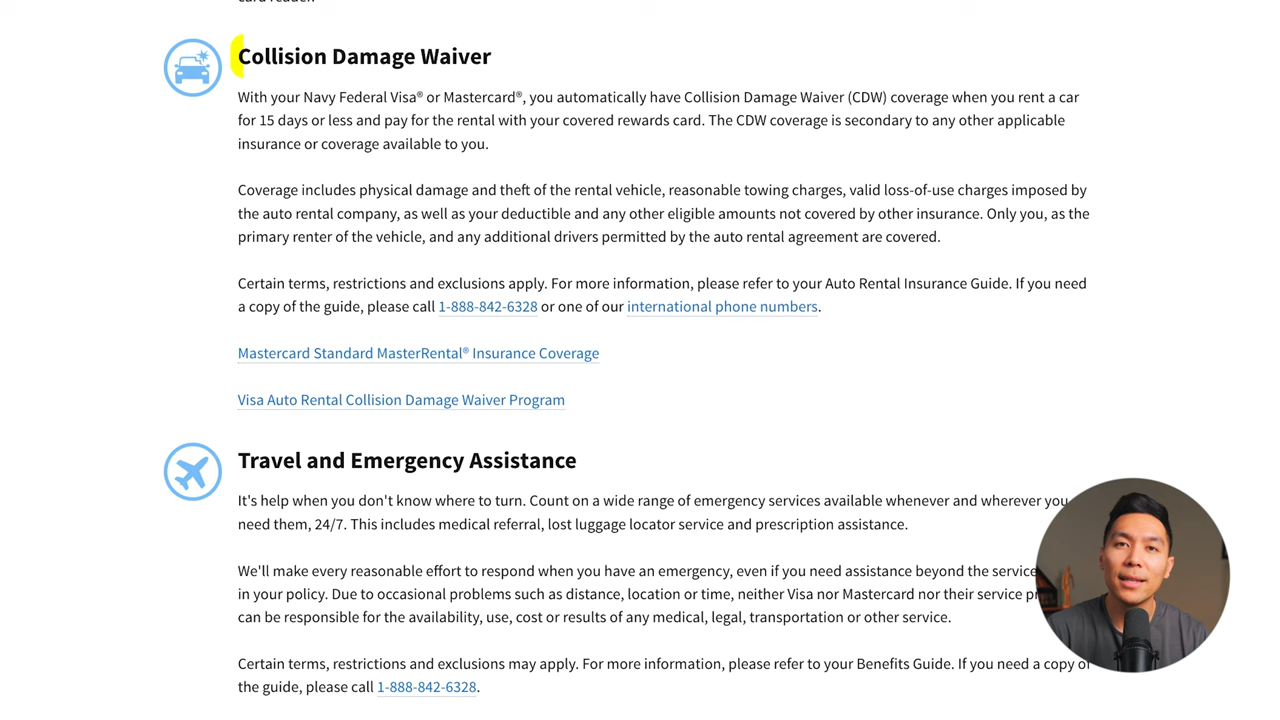 Collision Damage Waiver
With your Navy Federal Visa® or Mastercard®, you automatically have Collision Damage Waiver (CDW) coverage when you rent a car
for 15 days or less and pay for the rental with your covered rewards card. The CDW coverage is secondary to any other applicable
insurance or coverage available to you.
Coverage includes physical damage and theft of the rental vehicle, reasonable towing charges, valid loss-of-use charges imposed by
the auto rental company, as well as your deductible and any other eligible amounts not covered by other insurance. Only you, as the
primary renter of the vehicle, and any additional drivers permitted by the auto rental agreement are covered.
Certain terms, restrictions and exclusions apply. For more information, please refer to your Auto Rental Insurance Guide. If you need
a copy of the guide, please call 1-888-842-6328 or one of our international phone numbers.
Mastercard Standard MasterRental® Insurance Coverage
Visa Auto Rental Collision Damage Waiver Program
Travel and Emergency Assistance
It's help when you don't know where to turn. Count on a wide range of emergency services available whenever and wherever you
need them, 24/7. This includes medical referral, lost luggage locator service and prescription assistance.
We'll make every reasonable effort to respond when you have an emergency, even if you need assistance beyond the service
in your policy. Due to occasional problems such as distance, location or time, neither Visa nor Mastercard nor their service
can be responsible for the availability, use, cost or results of any medical, legal, transportation or other service.
Certain terms, restrictions and exclusions may apply. For more information, please refer to your Benefits Guide. If you need a copy of
the guide, please call 1-888-842-6328.